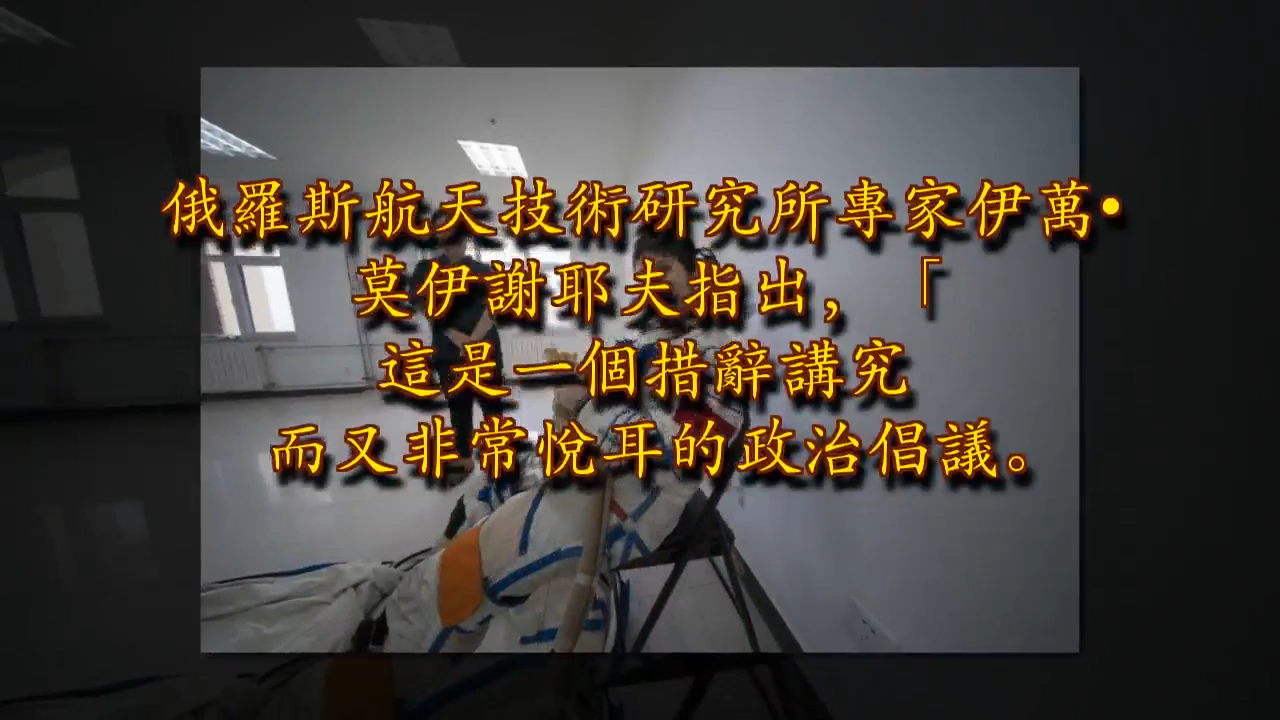 俄羅斯航天技術研究所專家伊萬•
莫伊謝耶夫指出，「
這是一個措辭講究
而又非常悅耳的政治倡議。